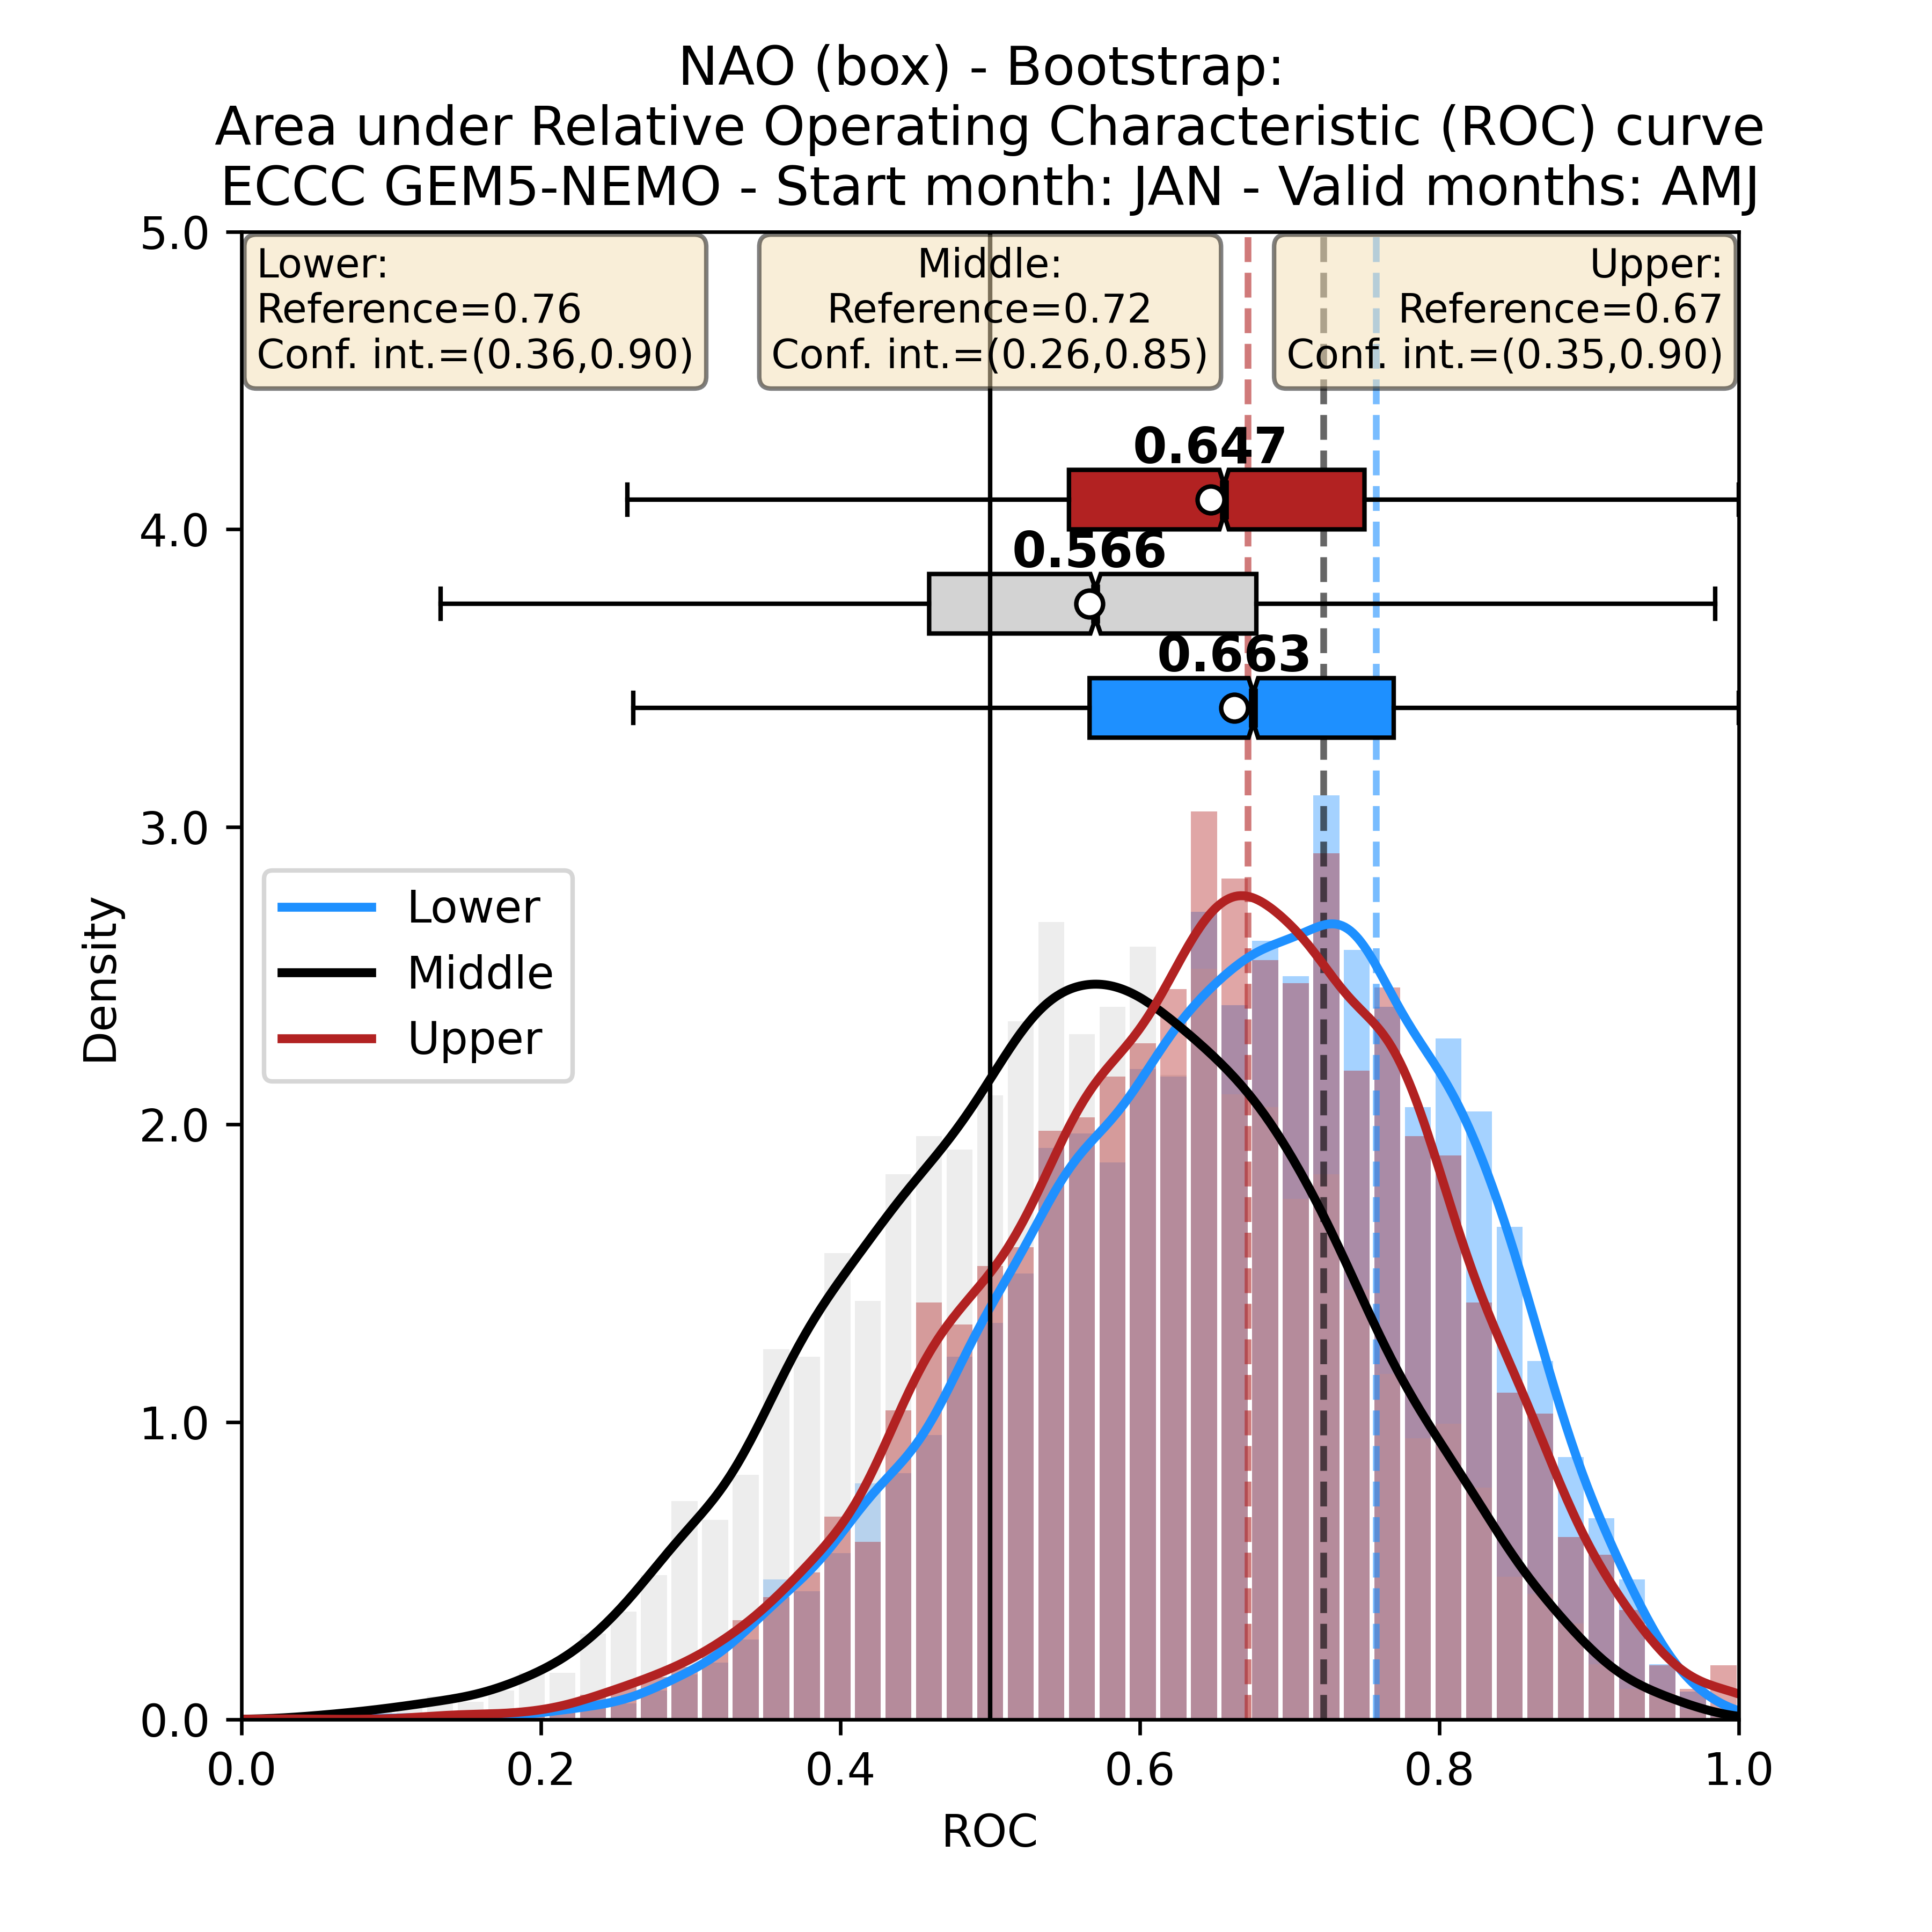 NAO (box) - Bootstrap:
Area under Relative Operating Characteristic (ROC) curve
ECCC GEM5-NEMO - Start month: JAN - Valid months: AMJ
Lower:
Reference=0.76
Conf. int.=(0.36,0.90)
Middle:
Reference=0.72
Conf. int.=(0.26,0.85)
Upper:
Reference=0.67
Conf. int.=(0.35,0.90)
0.647
0.566
0.663
Lower
Middle
Upper
Density
5.0
4.0
3.0
2.0
1.0
0.0
0.0 0.2 0.4 0.6 0.8 1.0
ROC